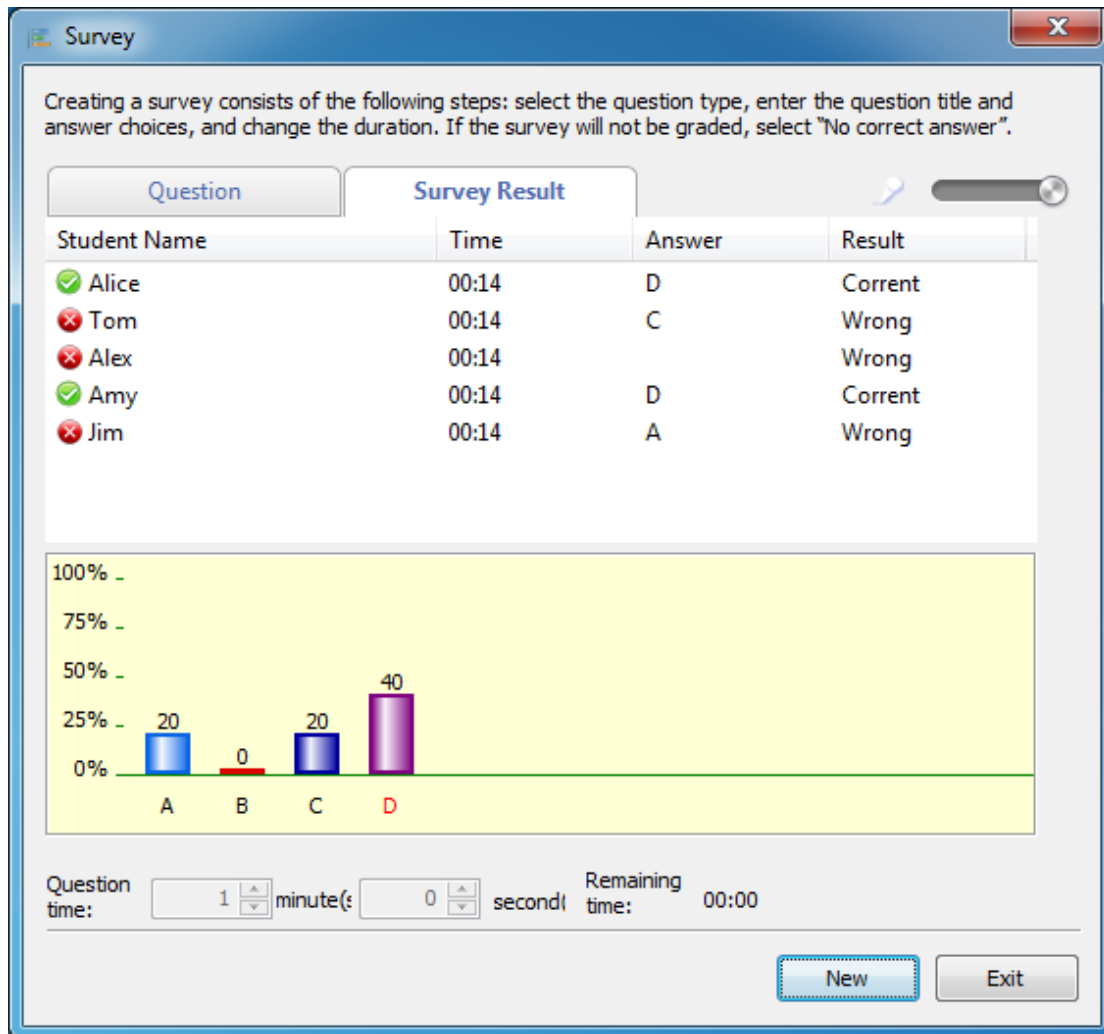 Survey
Creating a survey consists of the following steps: select the question type, enter the question title and
answer choices, and change the duration. If the survey will not be graded, select “No correct answer”.
Question Survey Result
Student Name Time Answer Result
Alice 00:14 D Corrent
Tom 00:14 C Wrong
Alex 00:14 Wrong
Amy 00:14 D Corrent
Jim 00:14 A Wrong
100%
75%
50%
40
25% 20 20
0
0%
A B C D
Question
time: 1 minute(s 0 second( Remaining
time: 00:00
New Exit